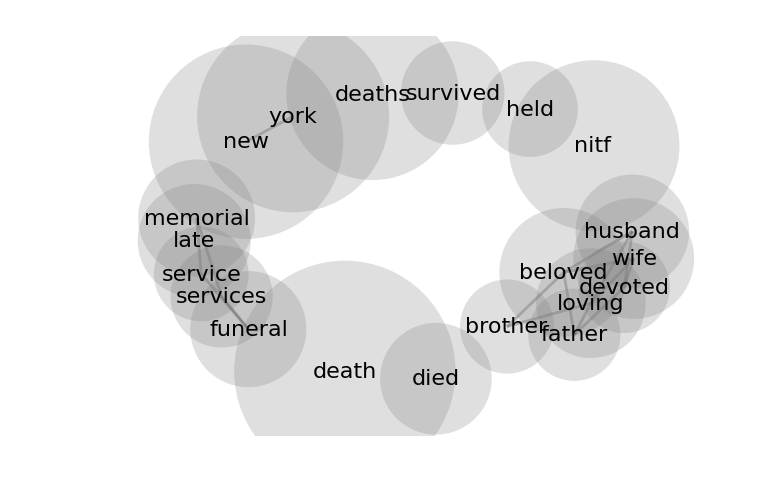 deaths
survived
york
held
new
nitf
memorial
husband
late
wife
service
beloved
devoted
services
loving
funeral
brother
father
death
died